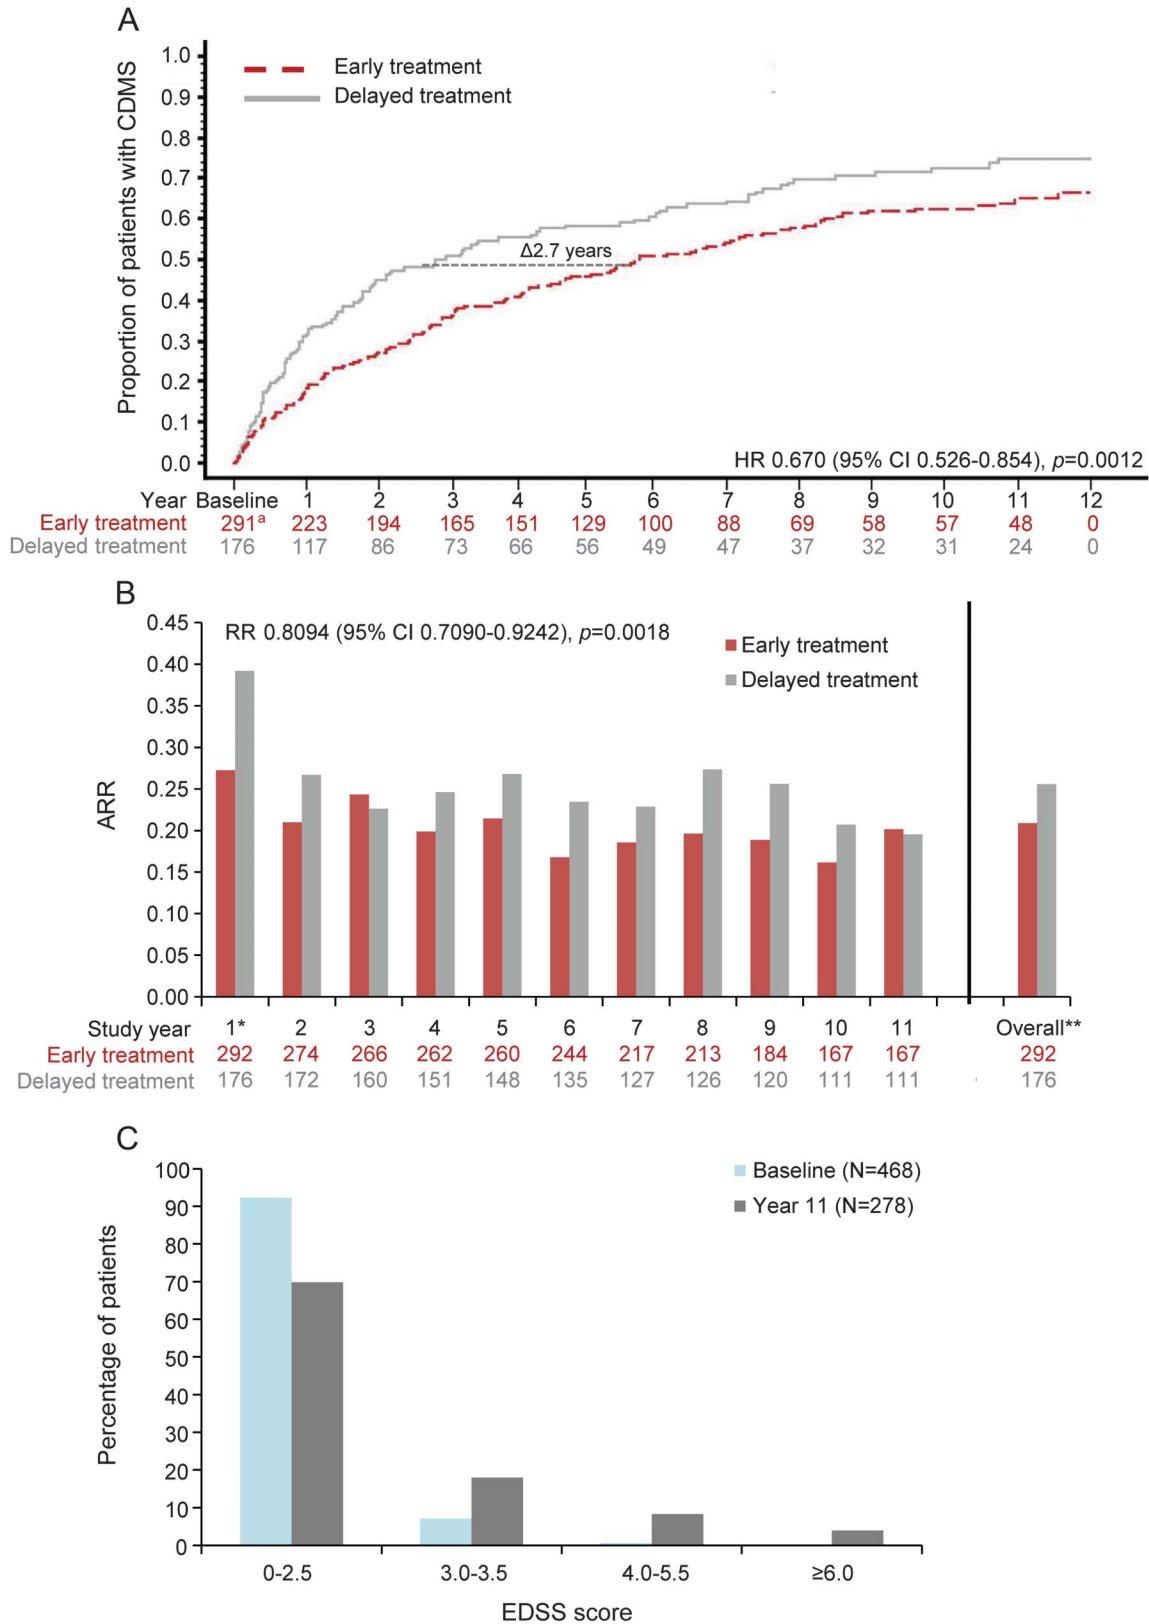 A
Proportion of patients with CDMS
1.0
0.9
0.8
0.7
0.6
0.5
0.4
0.3
0.2
0.1
0.0
Early treatment
Delayed treatment
Δ2.7 years
HR 0.670 (95% CI 0.526-0.854), p=0.0012
Year Baseline 1 2 3 4 5 6 7 8 9 10 11 12
Early treatment 291a 223 194 165 151 129 100 88 69 58 57 48 0
Delayed treatment 176 117 86 73 66 56 49 47 37 32 31 24 0
B
ARR
0.45
0.40
0.35
0.30
0.25
0.20
0.15
0.10
0.05
0.00
RR 0.8094 (95% CI 0.7090-0.9242), p=0.0018
Early treatment
Delayed treatment
Study year 1* 2 3 4 5 6 7 8 9 10 11 Overall**
Early treatment 292 274 266 262 260 244 217 213 184 167 167 292
Delayed treatment 176 172 160 151 148 135 127 126 120 111 111 176
C
Percentage of patients
100
90
80
70
60
50
40
30
20
10
0
Baseline (N=468)
Year 11 (N=278)
0-2.5 3.0-3.5 4.0-5.5 ≥6.0
EDSS score